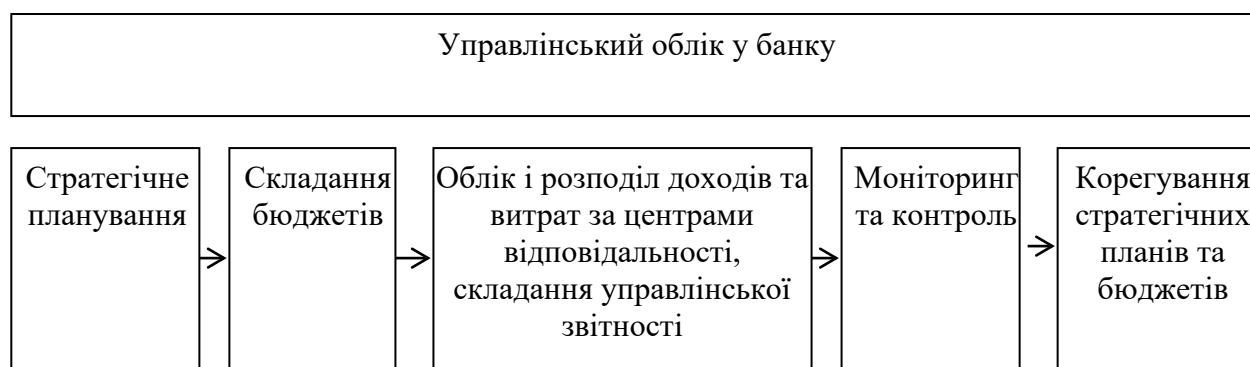 Управлінський облік у банку
Стратегічне
планування
Складання
бюджетів
Облік і розподіл доходів та
витрат за центрами
відповідальності,
складання управлінської
звітності
Моніторинг
та контроль
Корегування
стратегічних
планів та
бюджетів